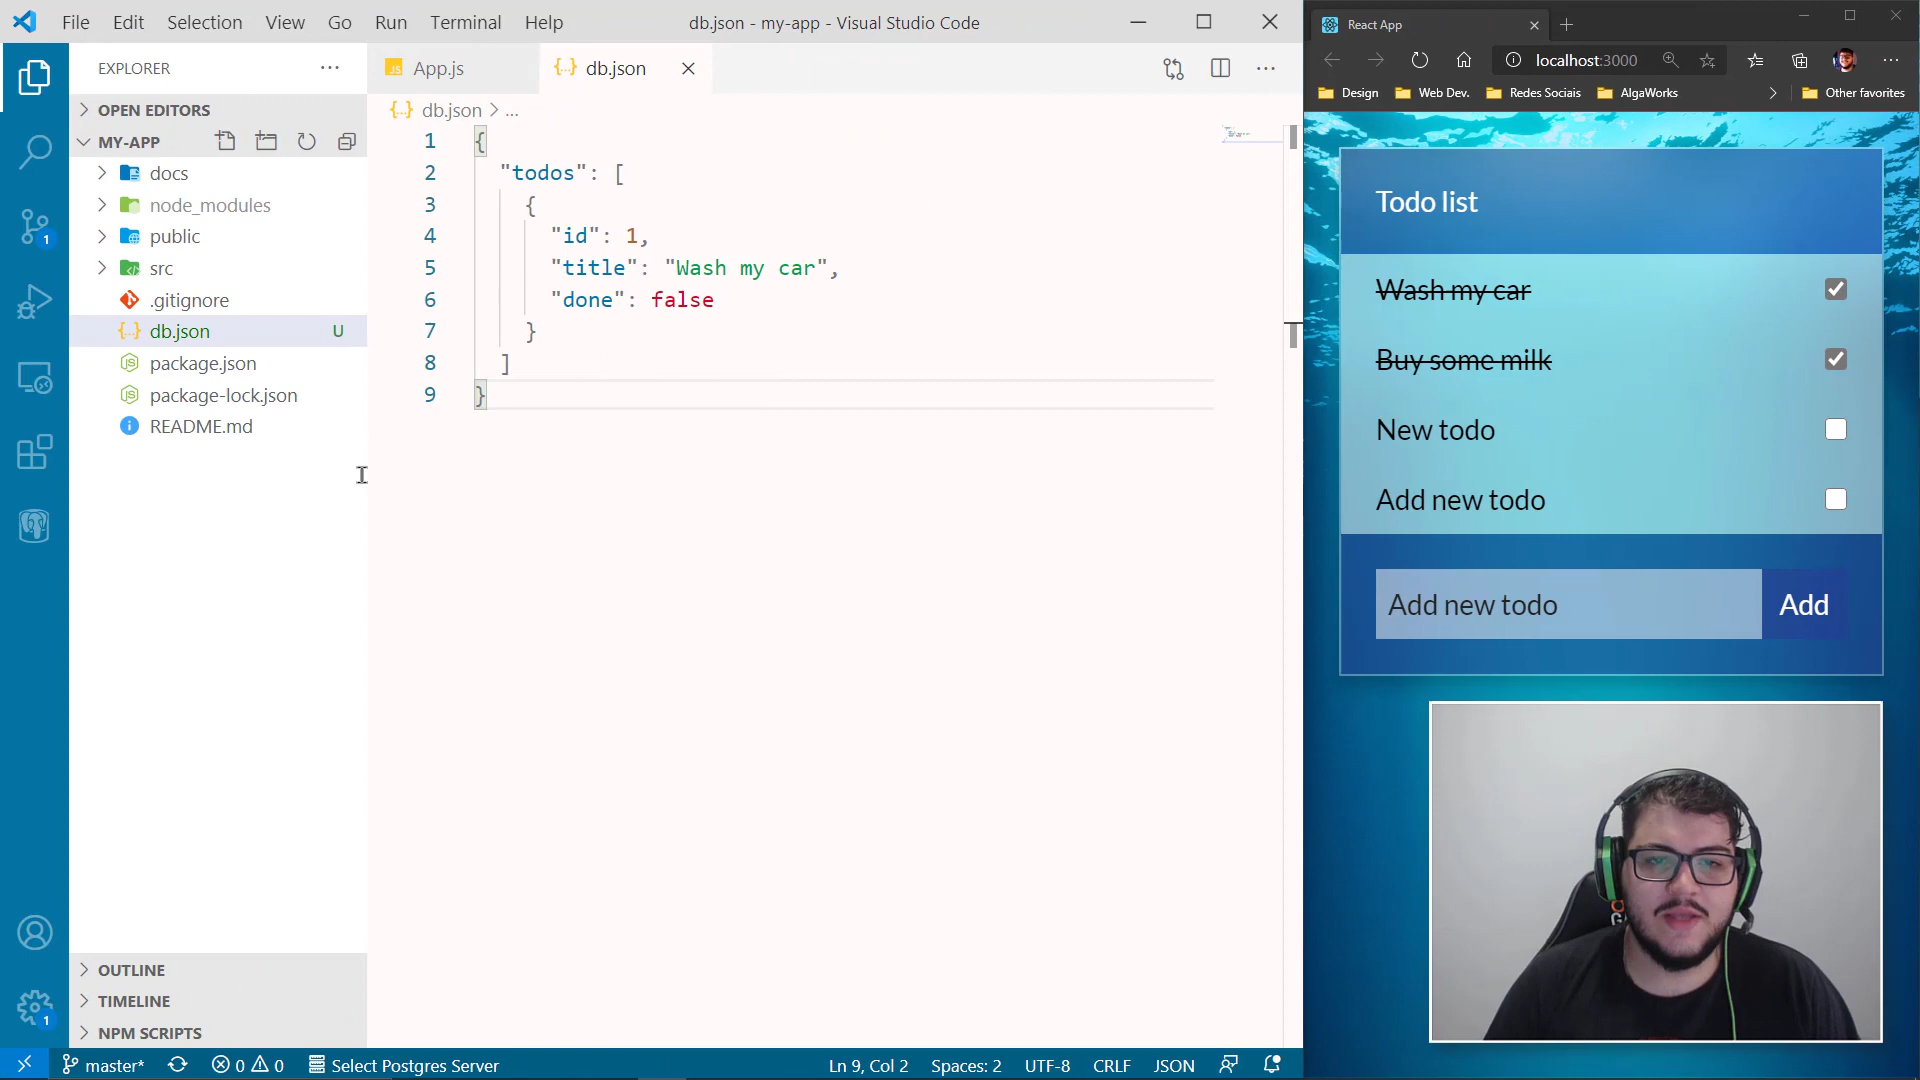 File Edit Selection View Go Run Terminal Help db.json - my-app - Visual Studio Code
EXPLORER
OPEN EDITORS
MY-APP
docs
node_modules
public
src
.gitignore
db.json U
package.json
package-lock.json
README.md
OUTLINE
TIMELINE
NPM SCRIPTS
1
1
JS App.js
{..} db.json
{..} db.json > ...
1 {
2 "todos": [
3 {
4 "id": 1,
5 "title": "Wash my car",
6 "done": false
7 }
8 ]
9 }
master* 0 0 Select Postgres Server Ln 9, Col 2 Spaces: 2 UTF-8 CRLF JSON
React App
localhost:3000
Design Web Dev. Redes Sociais AlgaWorks Other favorites
Todo list
Wash my car
Buy some milk
New todo
Add new todo
Add new todo Add